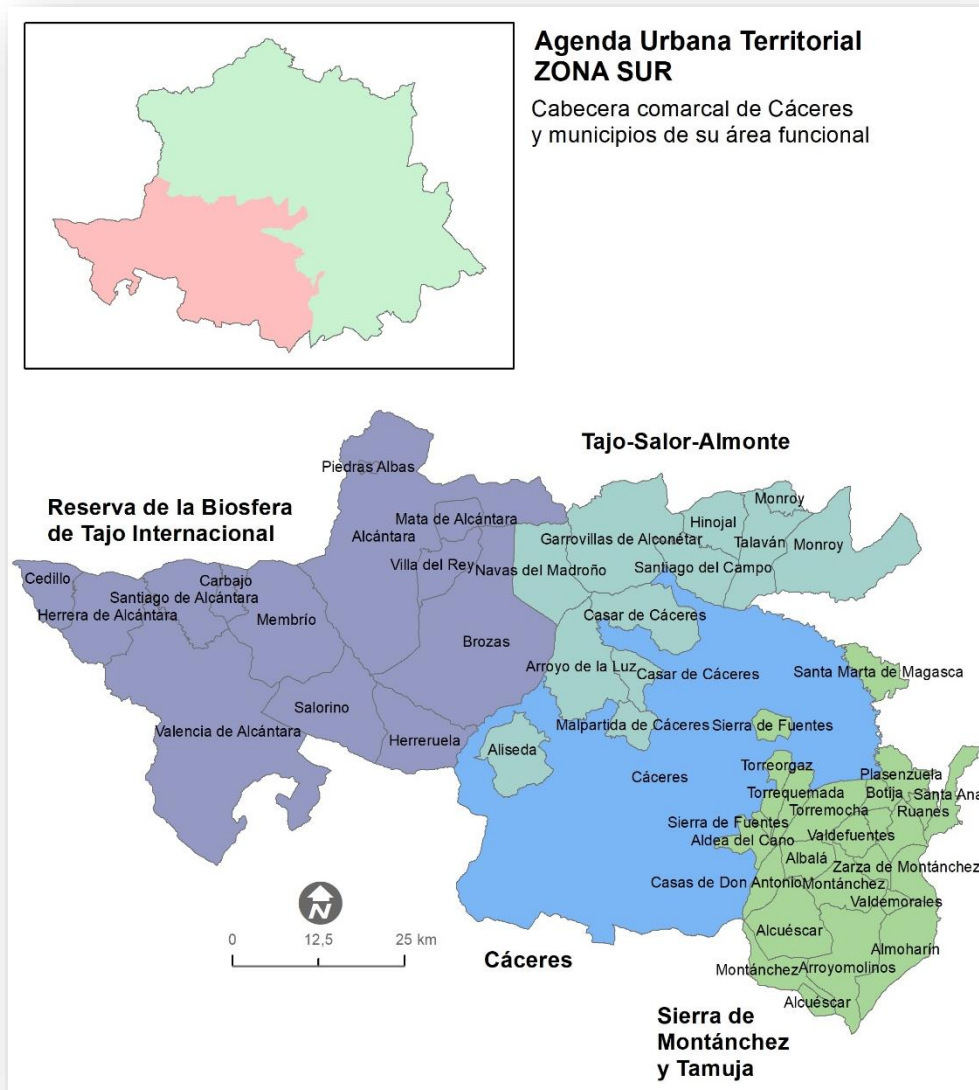 Agenda Urbana Territorial
ZONA SUR
Cabecera comarcal de Cáceres
y municipios de su área funcional
Tajo-Salor-Almonte
Reserva de la Biosfera
de Tajo Internacional
Piedras Albas
Mata de Alcántara
Alcántara
Villa del Rey
Navas del Madroño
Brozas
Cedillo
Herrera de Alcántara
Santiago de Alcántara
Carbajo
Membrío
Salorino
Valencia de Alcántara
Herreruela
Garrovillas de Alconétar
Hinojal
Monroy
Talaván
Monroy
Santiago del Campo
Casar de Cáceres
Arroyo de la Luz
Casar de Cáceres
Malpartida de Cáceres
Aliseda
Cáceres
Santa Marta de Magasca
Sierra de Fuentes
Torreorgaz
Plasenzuela
Torrequemada
Botija
Santa Ana
Torremocha
Ruanes
Sierra de Fuentes
Valdefuentes
Aldea del Cano
Albalá
Zarza de Montánchez
Casas de Don Antonio
Montánchez
Valdemorales
Alcuéscar
Almoharín
Montánchez
Arroyomolinos
Alcuéscar
N
0
12,5
25 km
Cáceres
Sierra de
Montánchez
y Tamuja